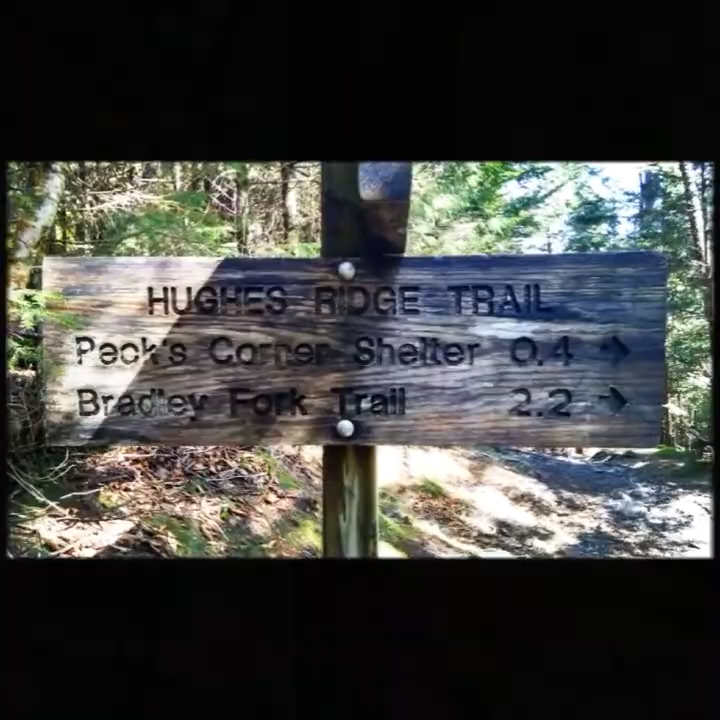 HUGHES RIDGE TRAIL
Peck's Corner Shelter 0.4 →
Bradley Fork Trail 2.2 →